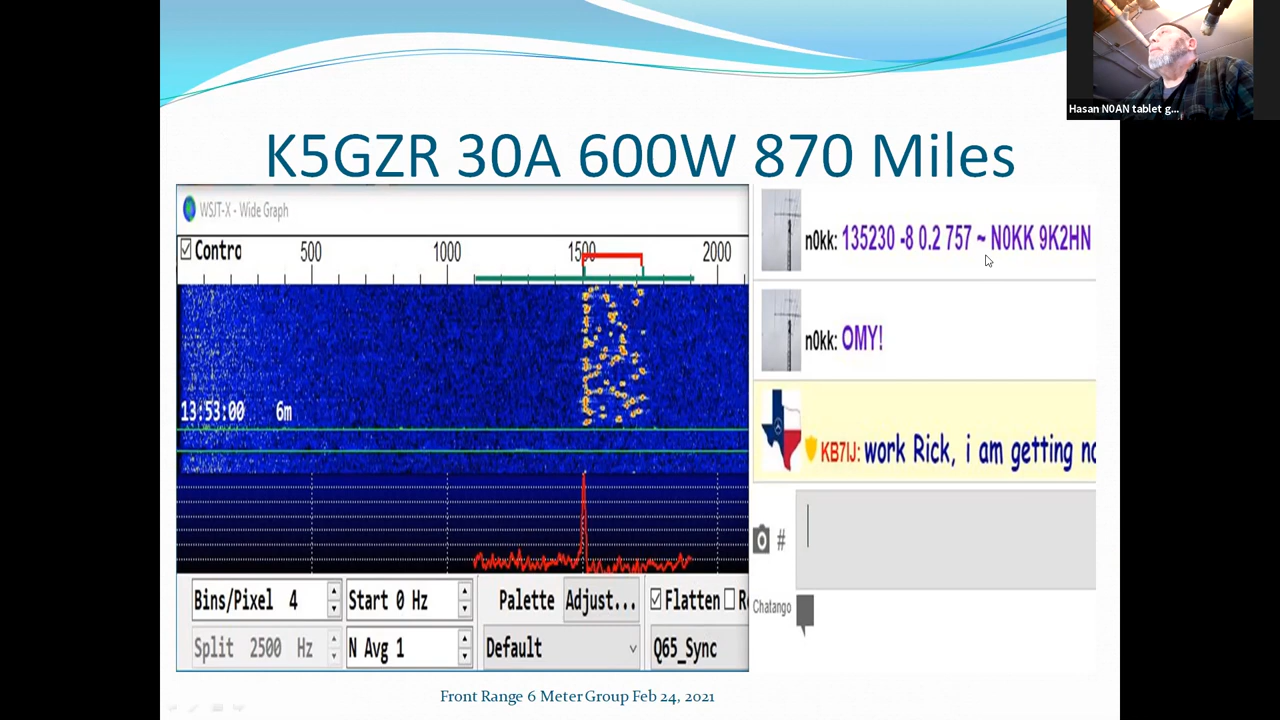 Hasan N0AN tablet g...
K5GZR 30A 600W 870 Miles
WSJT-X - Wide Graph
Contro 500 1000 1500 2000
13:53:00 6m
Bins/Pixel 4 Start 0 Hz Palette Adjust... Flatten
Split 2500 Hz N Avg 1 Default Q65_Sync
n0kk: 135230 -8 0.2 757 ~ N0KK 9K2HN
n0kk: OMY!
KB7IJ: work Rick, i am getting
#
Chatango
Front Range 6 Meter Group Feb 24, 2021